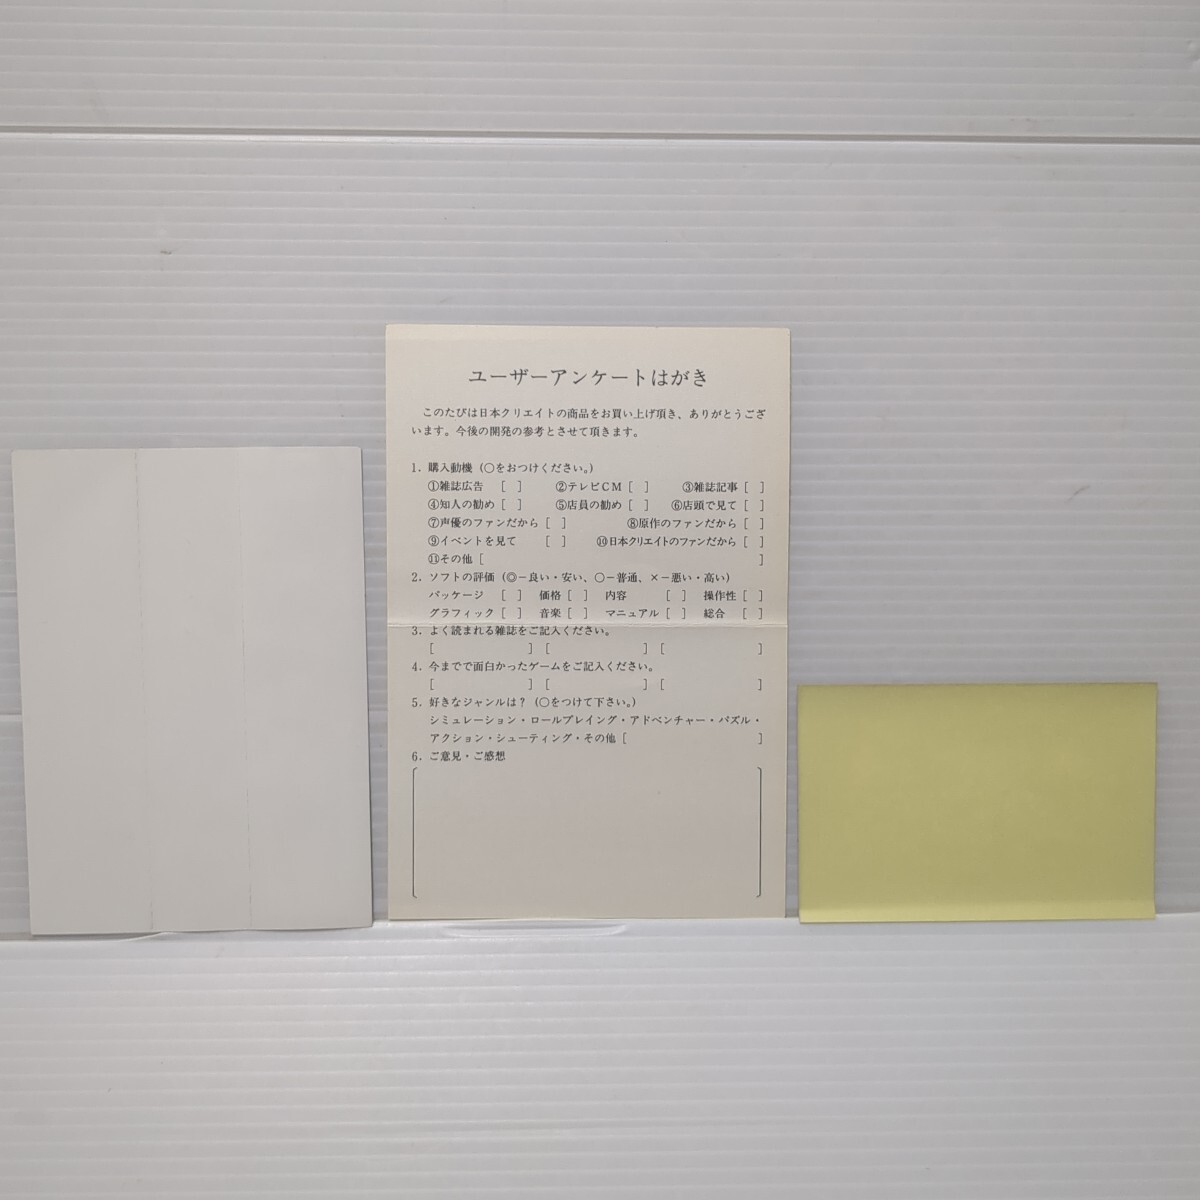 ユーザーアンケートはがき
このたびは日本クリエイトの商品をお買い上げ頂き、ありがとうござ
います。今後の開発の参考とさせて頂きます。
1．購入動機（○をおつけください。）
①雑誌広告 [ ] ②テレビCM [ ] ③雑誌記事 [ ]
④知人の勧め [ ] ⑤店員の勧め [ ] ⑥店頭で見て [ ]
⑦声優のファンだから [ ] ⑧原作のファンだから [ ]
⑨イベントを見て [ ] ⑩日本クリエイトのファンだから [ ]
⑪その他 [ ]
2．ソフトの評価（◎－良い・安い、○－普通、×－悪い・高い）
パッケージ [ ] 価格 [ ] 内容 [ ] 操作性 [ ]
グラフィック [ ] 音楽 [ ] マニュアル [ ] 総合 [ ]
3．よく読まれる雑誌をご記入ください。
[ ] [ ] [ ]
4．今までで面白かったゲームをご記入ください。
[ ] [ ] [ ]
5．好きなジャンルは？（○をつけて下さい。）
シミュレーション・ロールプレイング・アドベンチャー・パズル・
アクション・シューティング・その他 [ ]
6．ご意見・ご感想